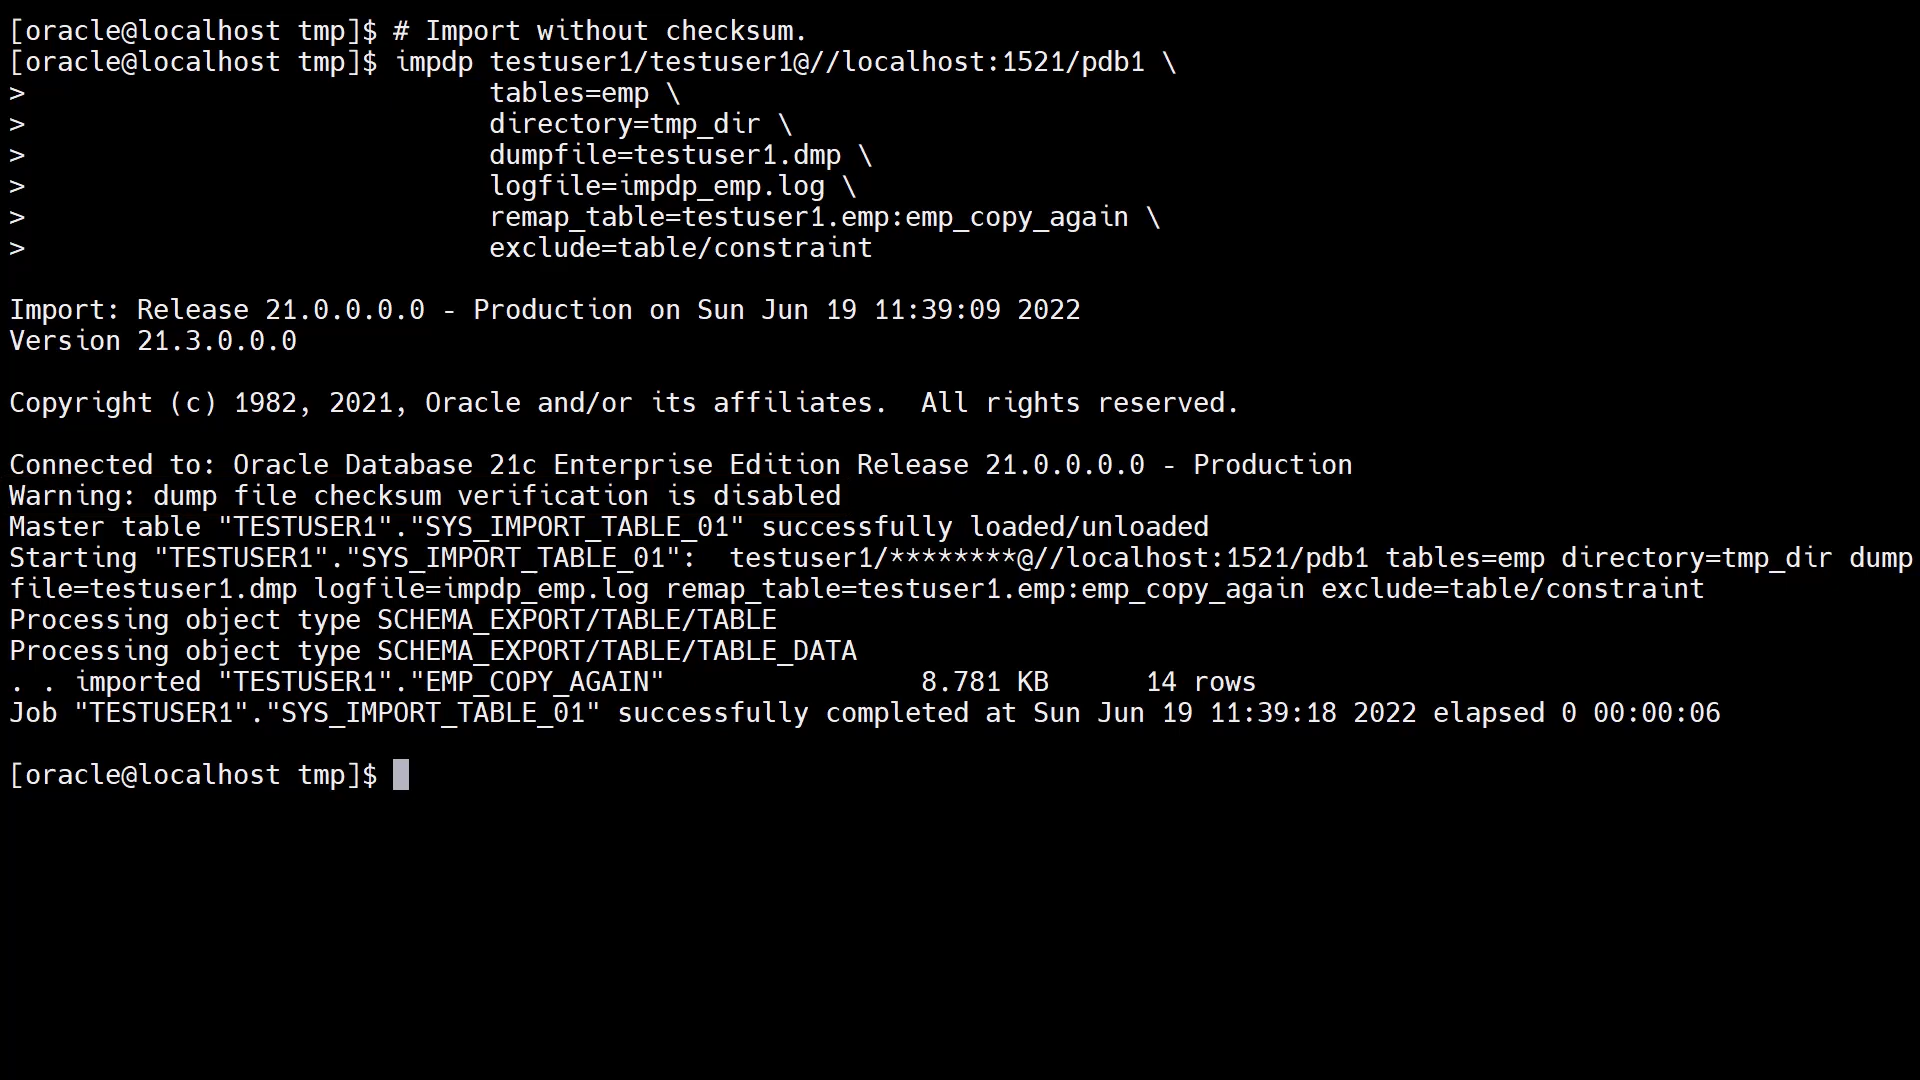 [oracle@localhost tmp]$ # Import without checksum.
[oracle@localhost tmp]$ impdp testuser1/testuser1@//localhost:1521/pdb1 \
>                             tables=emp \
>                             directory=tmp_dir \
>                             dumpfile=testuser1.dmp \
>                             logfile=impdp_emp.log \
>                             remap_table=testuser1.emp:emp_copy_again \
>                             exclude=table/constraint

Import: Release 21.0.0.0.0 - Production on Sun Jun 19 11:39:09 2022
Version 21.3.0.0.0

Copyright (c) 1982, 2021, Oracle and/or its affiliates.  All rights reserved.

Connected to: Oracle Database 21c Enterprise Edition Release 21.0.0.0.0 - Production
Warning: dump file checksum verification is disabled
Master table "TESTUSER1"."SYS_IMPORT_TABLE_01" successfully loaded/unloaded
Starting "TESTUSER1"."SYS_IMPORT_TABLE_01":  testuser1/********@//localhost:1521/pdb1 tables=emp directory=tmp_dir dump
file=testuser1.dmp logfile=impdp_emp.log remap_table=testuser1.emp:emp_copy_again exclude=table/constraint
Processing object type SCHEMA_EXPORT/TABLE/TABLE
Processing object type SCHEMA_EXPORT/TABLE/TABLE_DATA
. . imported "TESTUSER1"."EMP_COPY_AGAIN"                8.781 KB      14 rows
Job "TESTUSER1"."SYS_IMPORT_TABLE_01" successfully completed at Sun Jun 19 11:39:18 2022 elapsed 0 00:00:06

[oracle@localhost tmp]$